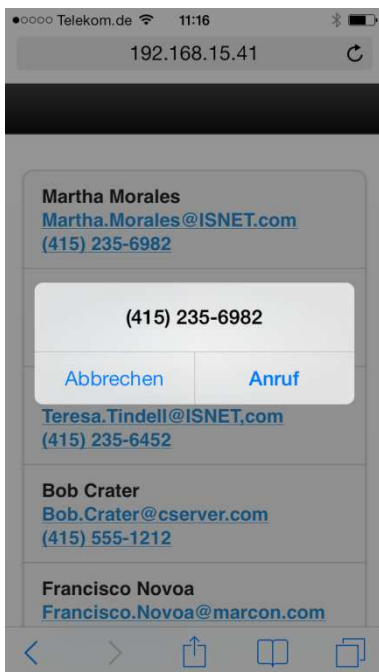 Telekom.de 11:16
192.168.15.41
Martha Morales
Martha.Morales@ISNET.com
(415) 235-6982
(415) 235-6982
Abbrechen Anruf
Teresa.Tindell@ISNET,com
(415) 235-6452
Bob Crater
Bob.Crater@cserver.com
(415) 555-1212
Francisco Novoa
Francisco.Novoa@marcon.com